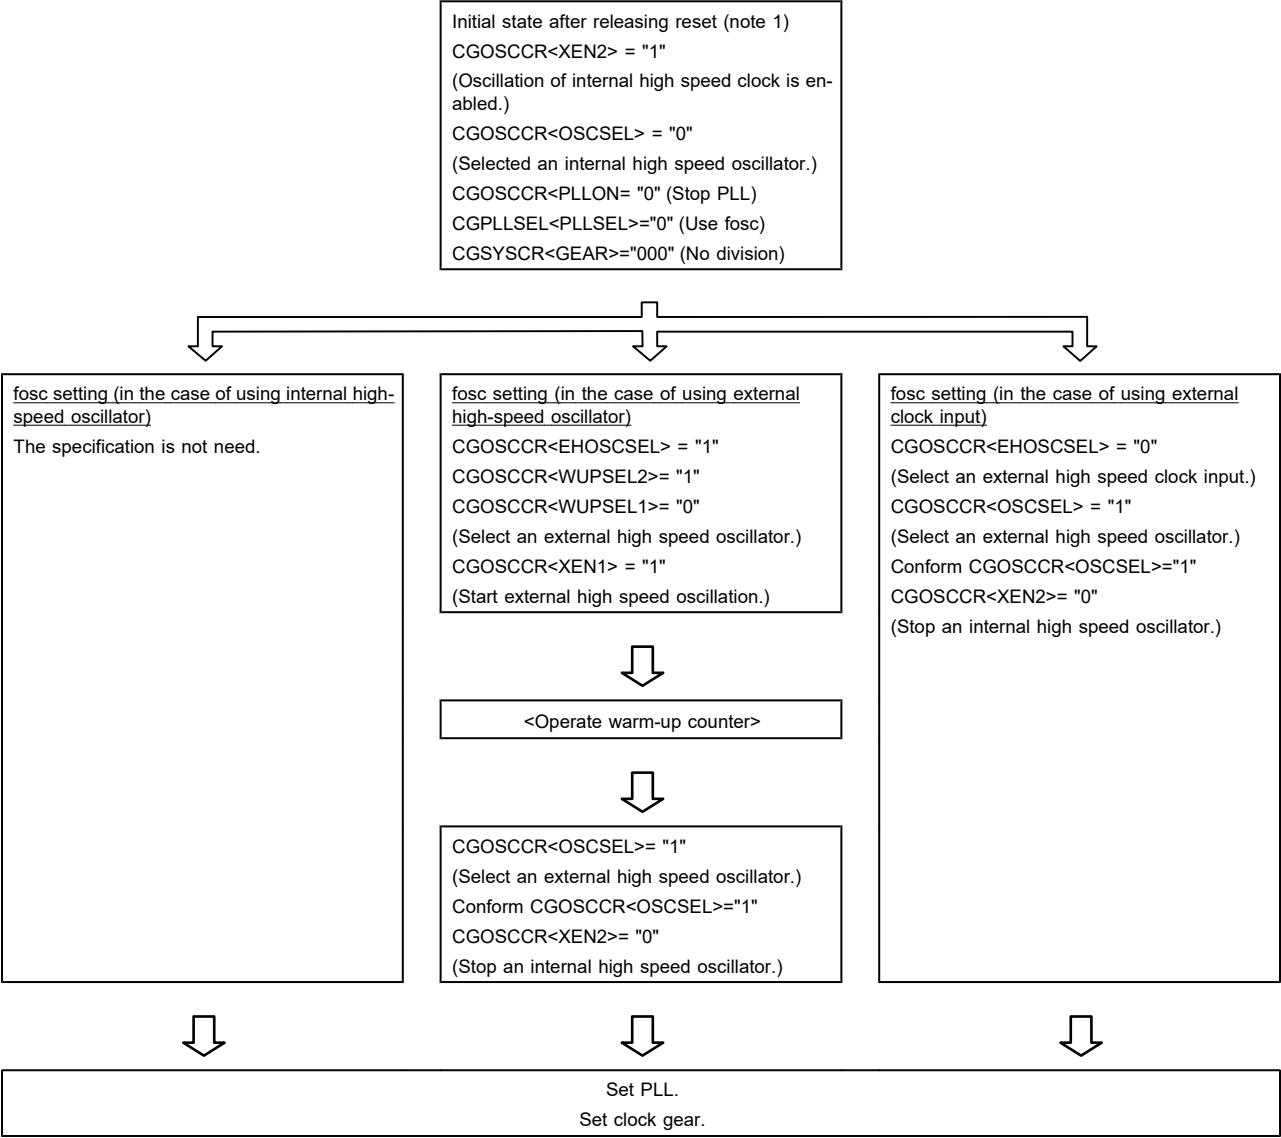 Initial state after releasing reset (note 1)
CGOSCCR<XEN2> = "1"
(Oscillation of internal high speed clock is en-
abled.)
CGOSCCR<OSCSEL> = "0"
(Selected an internal high speed oscillator.)
CGOSCCR<PLLON= "0" (Stop PLL)
CGPLLSEL<PLLSEL>="0" (Use fosc)
CGSYSCR<GEAR>="000" (No division)
fosc setting (in the case of using internal high-
speed oscillator)
The specification is not need.
fosc setting (in the case of using external
high-speed oscillator)
CGOSCCR<EHOSCSEL> = "1"
CGOSCCR<WUPSEL2>= "1"
CGOSCCR<WUPSEL1>= "0"
(Select an external high speed oscillator.)
CGOSCCR<XEN1> = "1"
(Start external high speed oscillation.)
<Operate warm-up counter>
CGOSCCR<OSCSEL>= "1"
(Select an external high speed oscillator.)
Conform CGOSCCR<OSCSEL>="1"
CGOSCCR<XEN2>= "0"
(Stop an internal high speed oscillator.)
fosc setting (in the case of using external
clock input)
CGOSCCR<EHOSCSEL> = "0"
(Select an external high speed clock input.)
CGOSCCR<OSCSEL> = "1"
(Select an external high speed oscillator.)
Conform CGOSCCR<OSCSEL>="1"
CGOSCCR<XEN2>= "0"
(Stop an internal high speed oscillator.)
Set PLL.
Set clock gear.